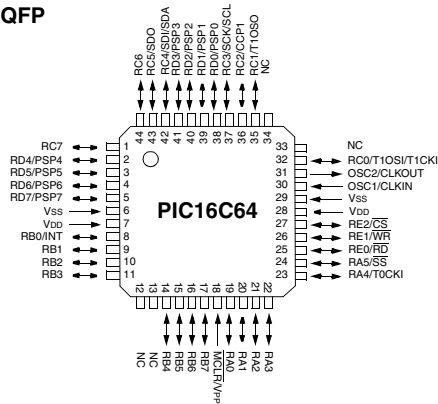 QFP
RC6
RC5/SDO
RC4/SDI/SDA
RD3/PSP3
RD2/PSP2
RD1/PSP1
RD0/PSP0
RC3/SCK/SCL
RC2/CCP1
RC1/T1OSO
NC
44 43 42 41 40 39 38 37 36 35 34
RC7 1
RD4/PSP4 2
RD5/PSP5 3
RD6/PSP6 4
RD7/PSP7 5
VSS 6
VDD 7
RB0/INT 8
RB1 9
RB2 10
RB3 11
PIC16C64
33 NC
32 RC0/T1OSI/T1CKI
31 OSC2/CLKOUT
30 OSC1/CLKIN
29 VSS
28 VDD
27 RE2/CS
26 RE1/WR
25 RE0/RD
24 RA5/SS
23 RA4/T0CKI
12 13 14 15 16 17 18 19 20 21 22
NC
NC
RB4
RB5
RB6
RB7
MCLR/VPP
RA0
RA1
RA2
RA3